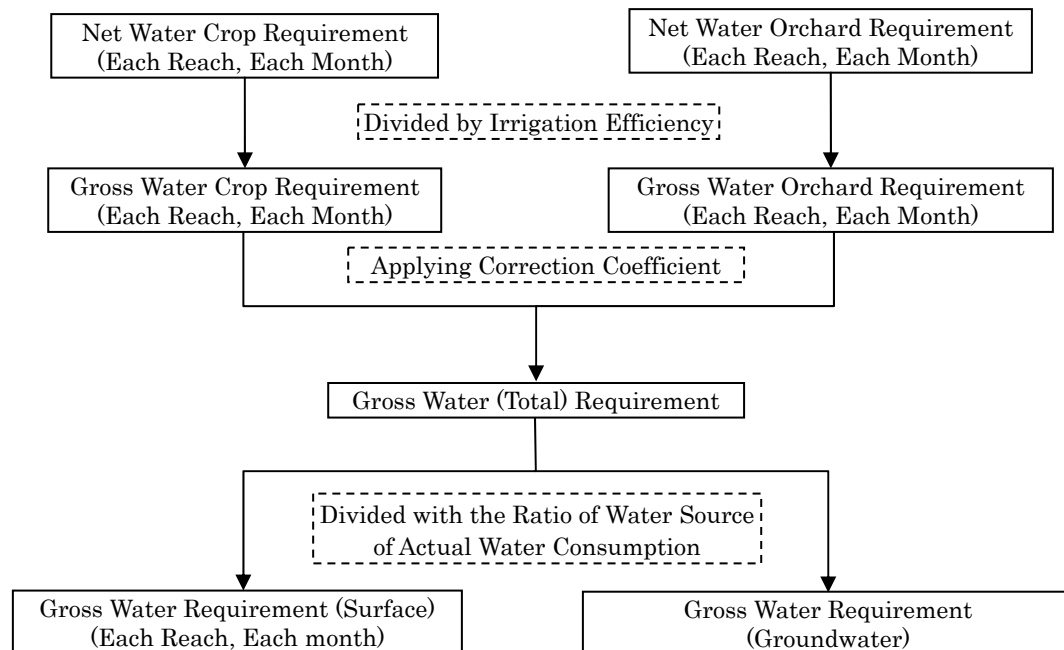 Net Water Crop Requirement
(Each Reach, Each Month)
Net Water Orchard Requirement
(Each Reach, Each Month)
Divided by Irrigation Efficiency
Gross Water Crop Requirement
(Each Reach, Each Month)
Gross Water Orchard Requirement
(Each Reach, Each Month)
Applying Correction Coefficient
Gross Water (Total) Requirement
Divided with the Ratio of Water Source
of Actual Water Consumption
Gross Water Requirement (Surface)
(Each Reach, Each month)
Gross Water Requirement
(Groundwater)